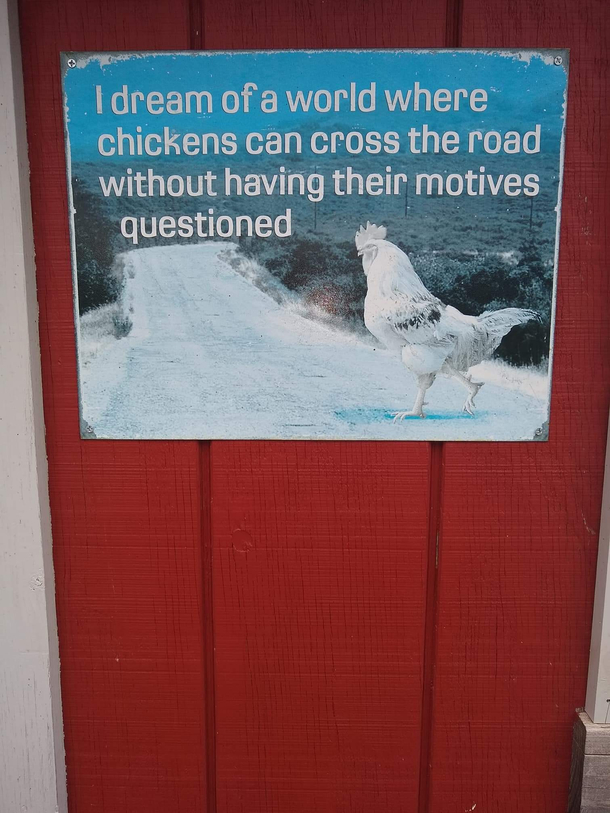 I dream of a world where
chickens can cross the road
without having their motives
questioned